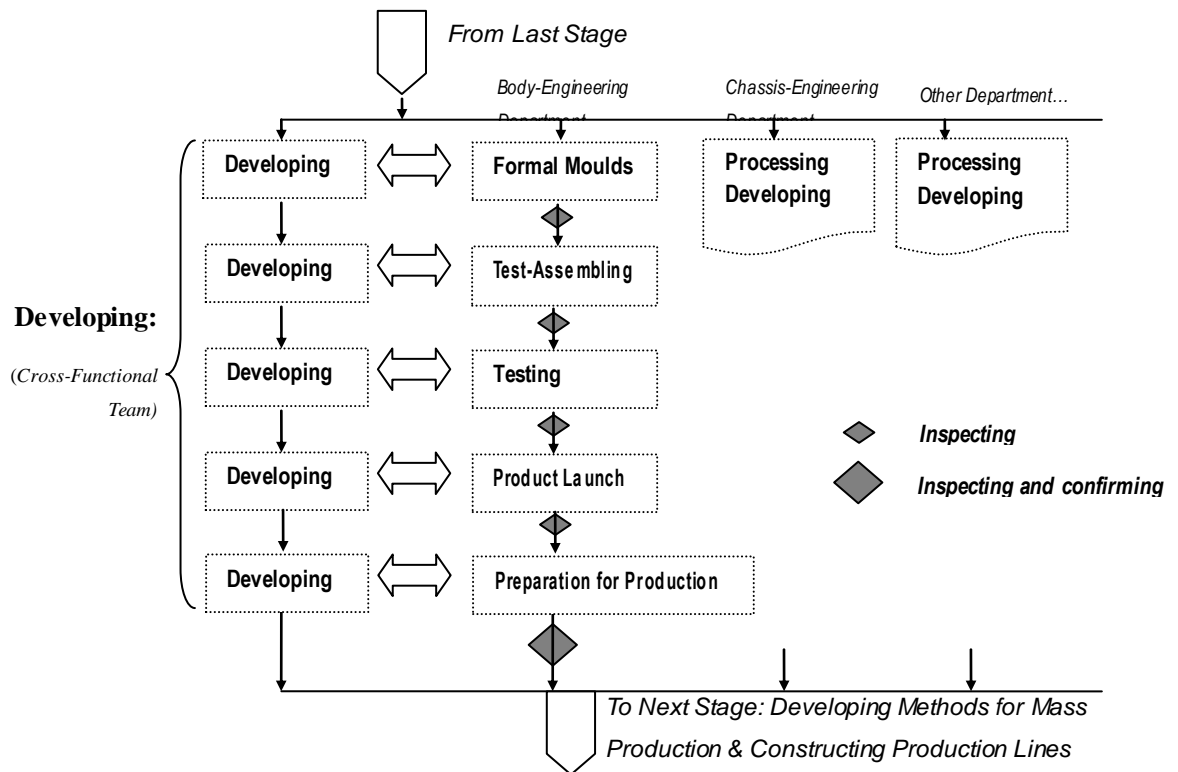 From Last Stage
Body-Engineering
Department
Chassis-Engineering
Department
Other Department…
Developing
Formal Moulds
Processing
Developing
Processing
Developing
Developing
Test-Assembling
Developing:
(Cross-Functional
Team)
Developing
Testing
Inspecting
Developing
Product Launch
Inspecting and confirming
Developing
Preparation for Production
To Next Stage: Developing Methods for Mass
Production & Constructing Production Lines